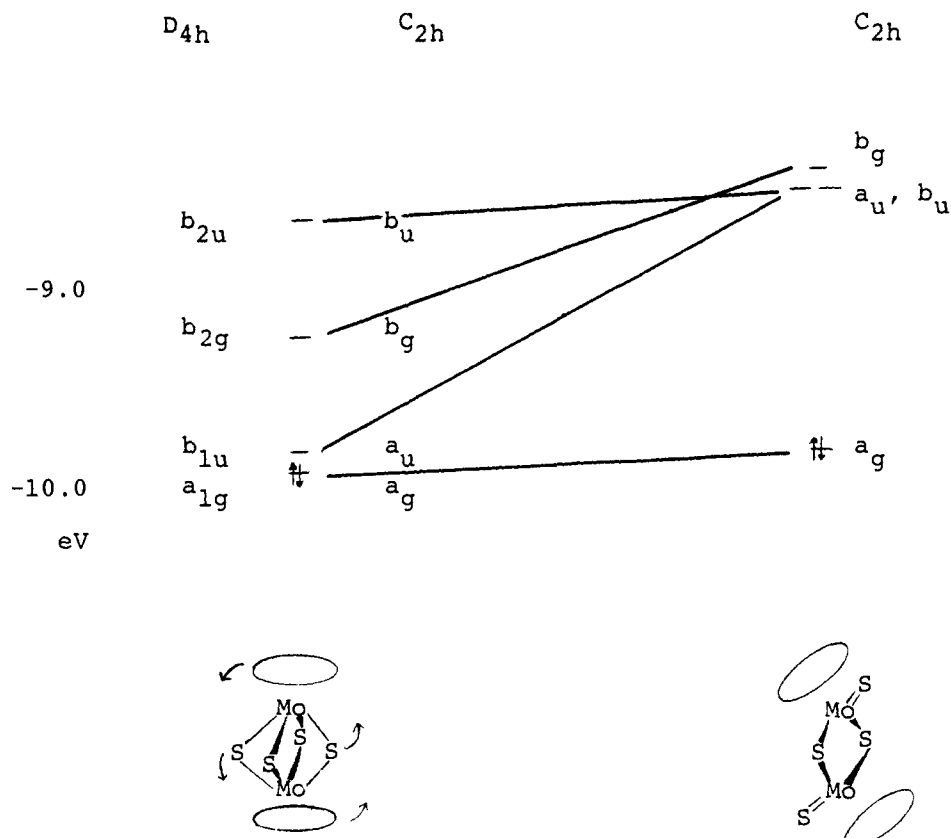 D4h C2h C2h
bg
au, bu
b2u bu
-9.0
b2g bg
b1u au ag
-10.0 a1g ag
eV
S
Mo Mo
S S S
S S
Mo Mo
S